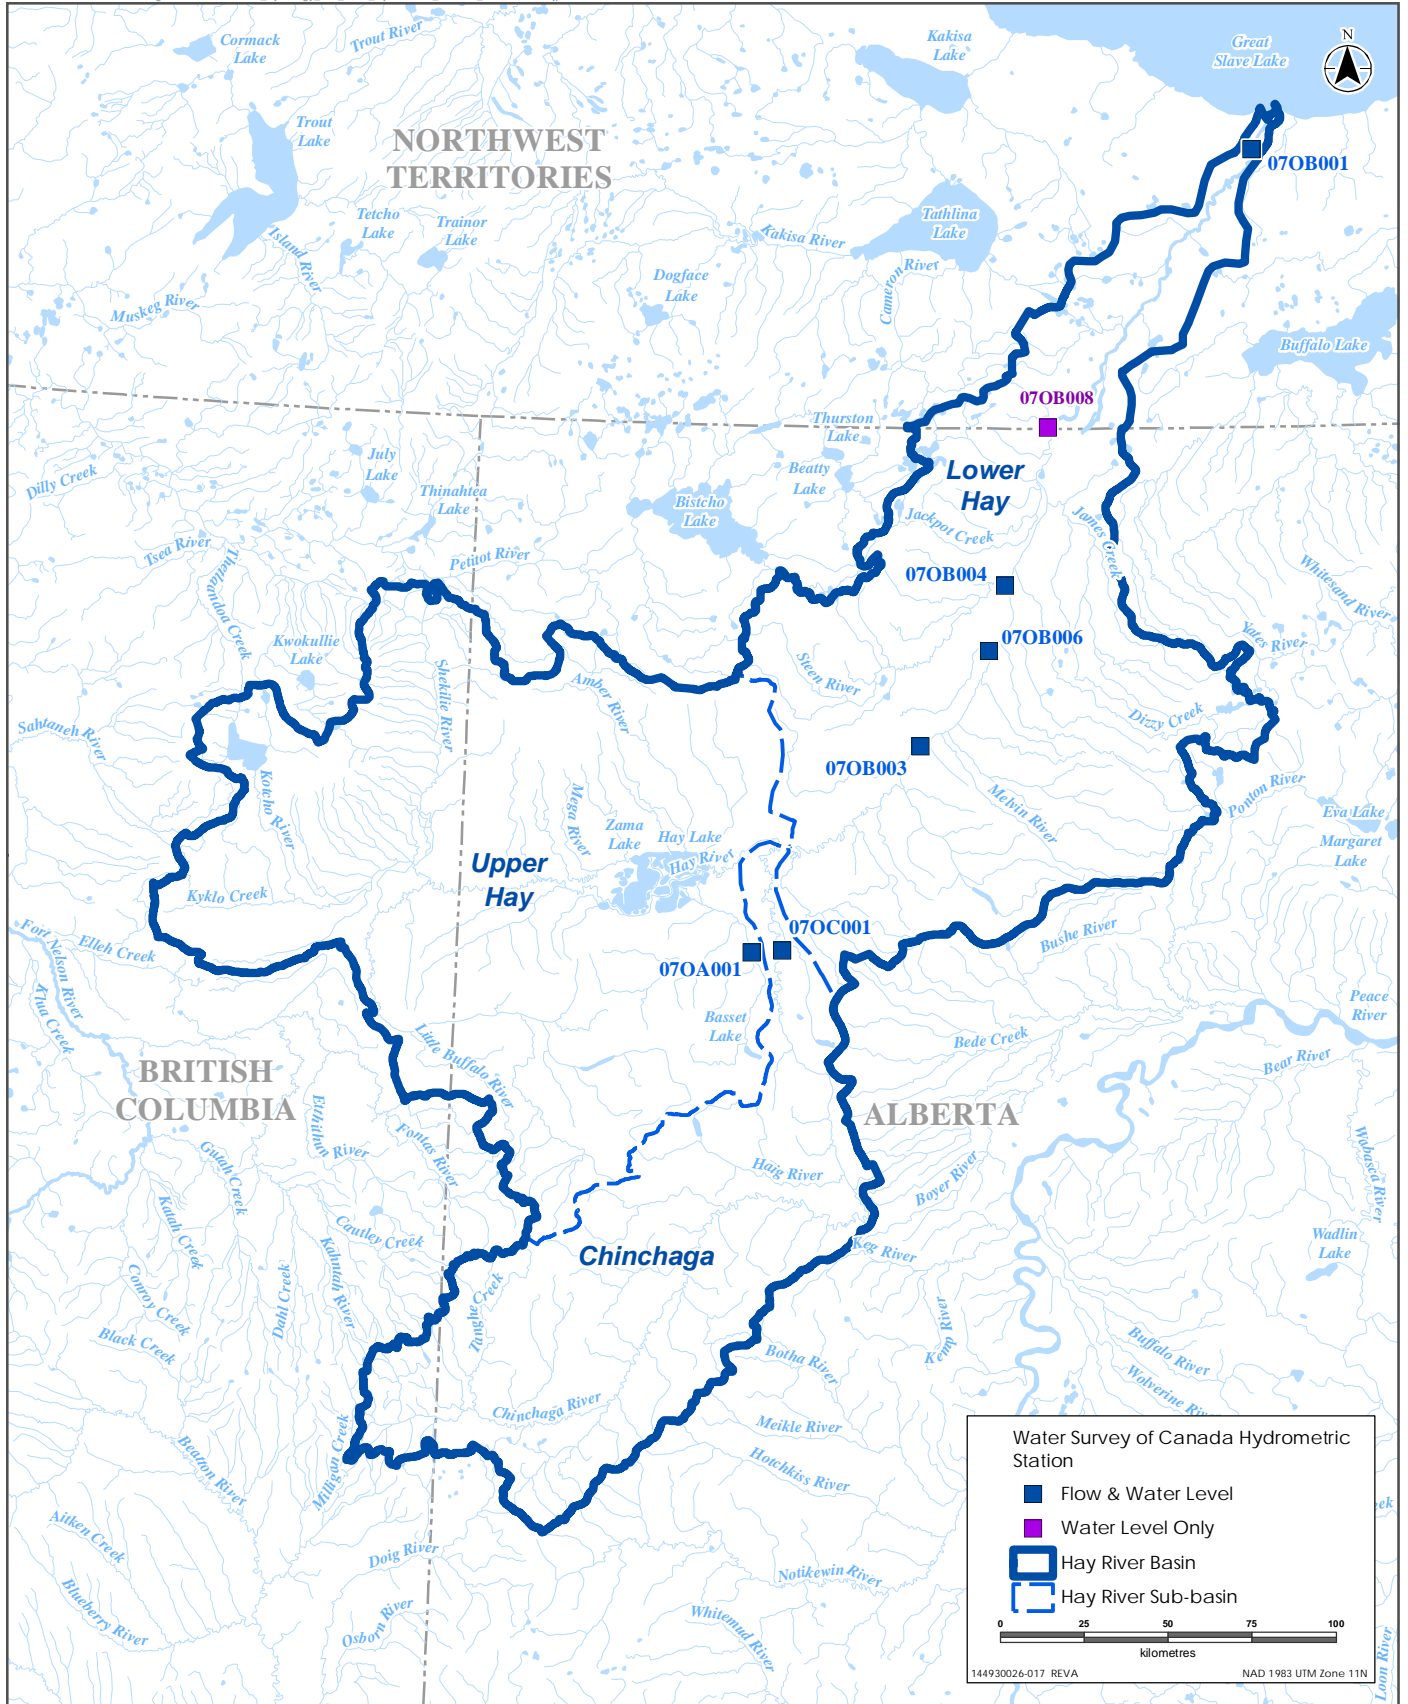 Cormack
Lake
Trout River
Kakisa
Lake
Great
Slave Lake
N
Trout
Lake
NORTHWEST
TERRITORIES
07OB001
Tetcho
Lake
Trainor
Lake
Tathlina
Lake
Island River
Kakisa River
Cameron River
Dogface
Lake
Muskeg River
Buffalo Lake
07OB008
Thurston
Lake
July
Lake
Dilly Creek
Thinahtea
Lake
Beatty
Lake
Lower
Hay
Bistcho
Lake
Jackpot Creek
James Creek
Tsea River
Petitot River
Thetlaandoa Creek
07OB004
Whitesand River
Kwokullie
Lake
07OB006
Yates River
Shekilie River
Steen River
Amber River
Sahtaneh River
Dizzy Creek
07OB003
Kotcho River
Mega River
Melvin River
Ponton River
Eva Lake
Zama
Lake
Hay Lake
Hay River
Margaret
Lake
Upper
Hay
Kyklo Creek
07OC001
Bushe River
Fort Nelson River
Elleh Creek
07OA001
Klua Creek
Peace
River
Basset
Lake
Little Buffalo River
Bede Creek
Bear River
BRITISH
COLUMBIA
ALBERTA
Etthithun River
Fontas River
Gutah Creek
Wabasca River
Haig River
Boyer River
Katah Creek
Cautley Creek
Kahntah River
Chinchaga
Keg River
Wadlin
Lake
Conroy Creek
Dahl Creek
Taughe Creek
Black Creek
Kemp River
Botha River
Buffalo River
Wolverine River
Chinchaga River
Meikle River
Milligan Creek
Beatton River
Hotchkiss River
Aitken Creek
Doig River
Notikewin River
Blueberry River
Osborn River
Whitemud River
Loon River
Water Survey of Canada Hydrometric
Station
Flow & Water Level
Water Level Only
Hay River Basin
Hay River Sub-basin
0 25 50 75 100
kilometres
144930026-017 REVA
NAD 1983 UTM Zone 11N